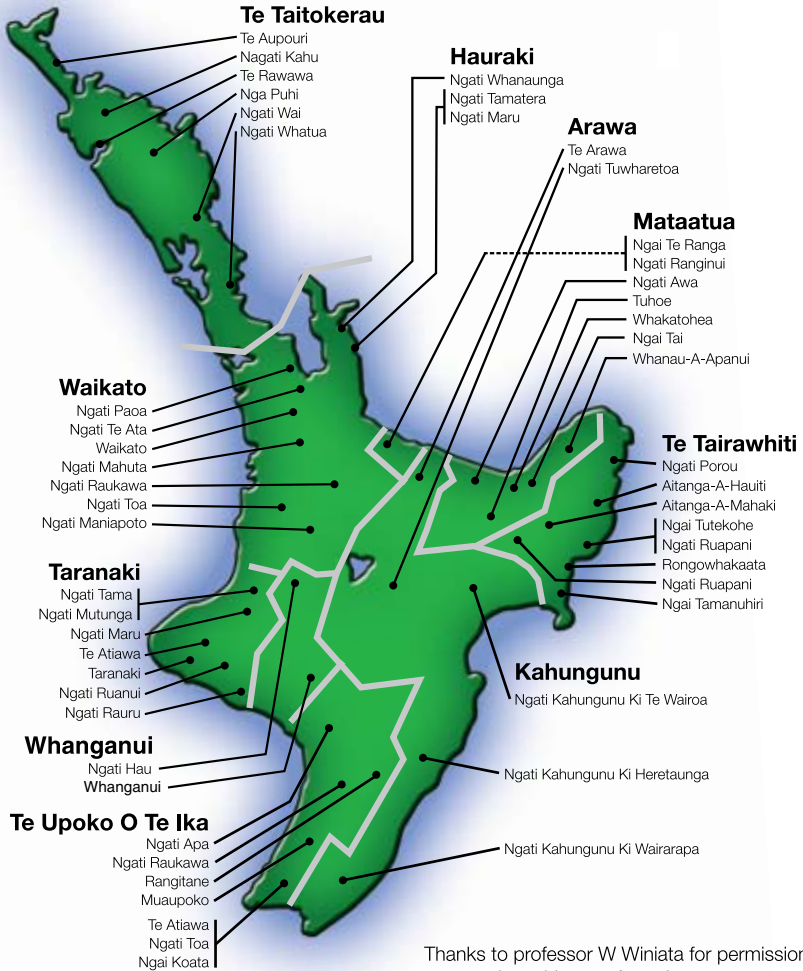 Te Taitokerau
Te Aupouri
Nagati Kahu
Te Rawawa
Nga Puhi
Ngati Wai
Ngati Whatua
Hauraki
Ngati Whanaunga
Ngati Tamatera
Ngati Maru
Arawa
Te Arawa
Ngati Tuwharetoa
Mataatua
Ngai Te Ranga
Ngati Ranginui
Ngati Awa
Tuhoe
Whakatohea
Ngai Tai
Whanau-A-Apanui
Waikato
Ngati Paoa
Ngati Te Ata
Waikato
Ngati Mahuta
Ngati Raukawa
Ngati Toa
Ngati Maniapoto
Te Tairawhiti
Ngati Porou
Aitanga-A-Hauiti
Aitanga-A-Mahaki
Ngai Tutekohe
Ngati Ruapani
Rongowhakaata
Ngati Ruapani
Ngai Tamanuhiri
Taranaki
Ngati Tama
Ngati Mutunga
Ngati Maru
Te Atiawa
Taranaki
Ngati Ruanui
Ngati Rauru
Kahungunu
Ngati Kahungunu Ki Te Wairoa
Ngati Kahungunu Ki Heretaunga
Ngati Kahungunu Ki Wairarapa
Whanganui
Ngati Hau
Whanganui
Te Upoko O Te Ika
Ngati Apa
Ngati Raukawa
Rangitane
Muaupoko
Te Atiawa
Ngati Toa
Ngai Koata
Thanks to professor W Winiata for permission